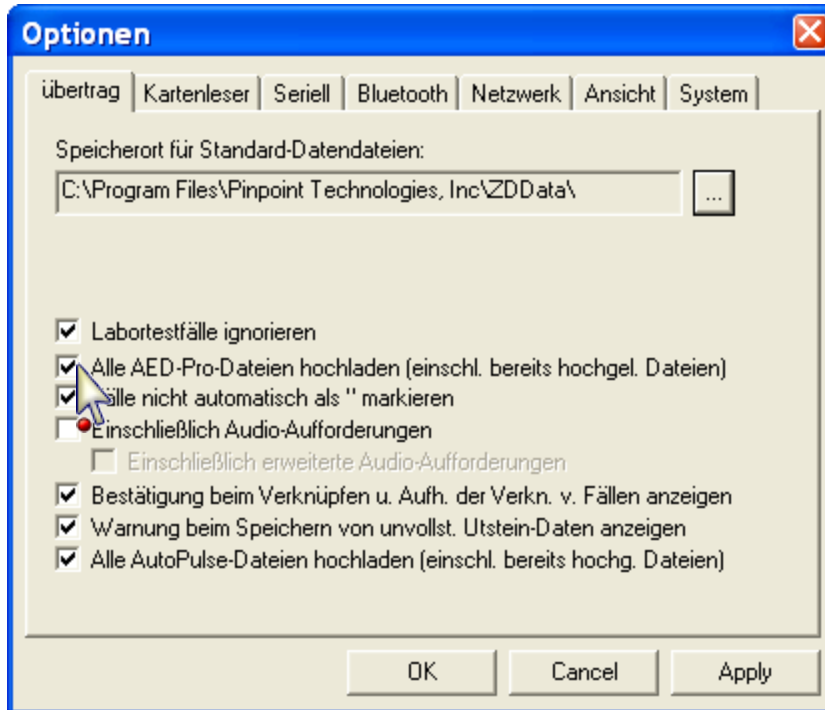 Optionen
übertrag Kartenleser Seriell Bluetooth Netzwerk Ansicht System
Speicherort für Standard-Datendateien:
C:\Program Files\Pinpoint Technologies, Inc\ZDData\ ...
Labortestfälle ignorieren
Alle AED-Pro-Dateien hochladen (einschl. bereits hochgel. Dateien)
älle nicht automatisch als '' markieren
Einschließlich Audio-Aufforderungen
Einschließlich erweiterte Audio-Aufforderungen
Bestätigung beim Verknüpfen u. Aufh. der Verkn. v. Fällen anzeigen
Warnung beim Speichern von unvollst. Utstein-Daten anzeigen
Alle AutoPulse-Dateien hochladen (einschl. bereits hochg. Dateien)
OK Cancel Apply